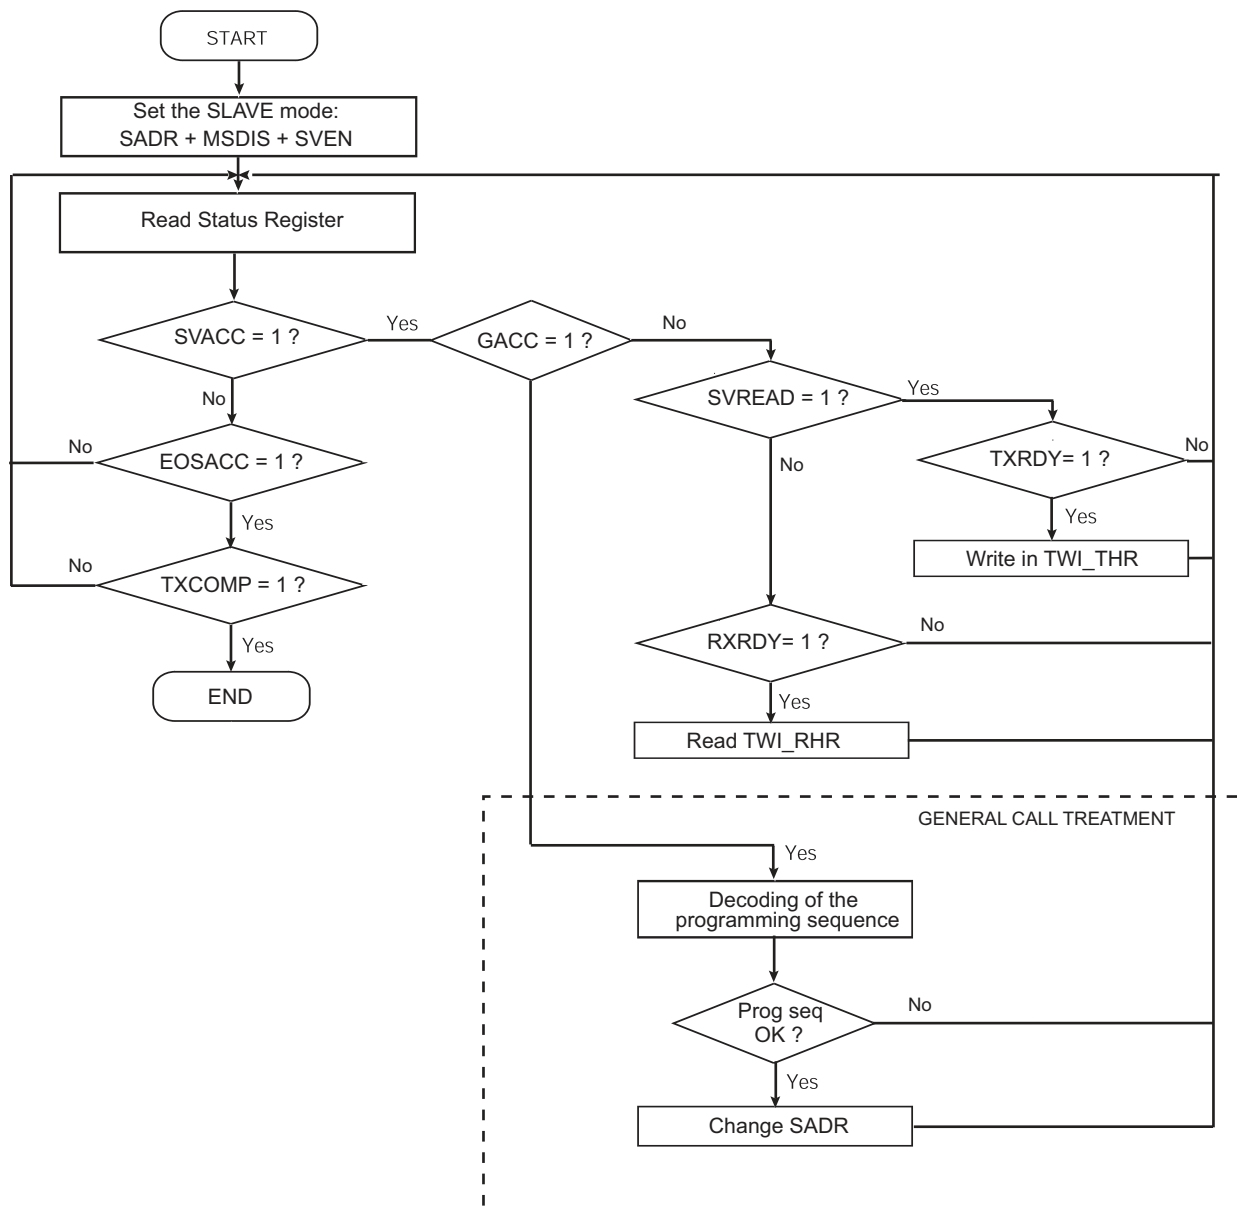 START
Set the SLAVE mode:
SADR + MSDIS + SVEN
Read Status Register
SVACC = 1 ?
Yes
GACC = 1 ?
No
SVREAD = 1 ?
Yes
No
EOSACC = 1 ?
No
TXRDY= 1 ?
No
No
Yes
Yes
Write in TWI_THR
No
TXCOMP = 1 ?
Yes
RXRDY= 1 ?
No
END
Yes
Read TWI_RHR
GENERAL CALL TREATMENT
Yes
Decoding of the
programming sequence
Prog seq
OK ?
No
Yes
Change SADR